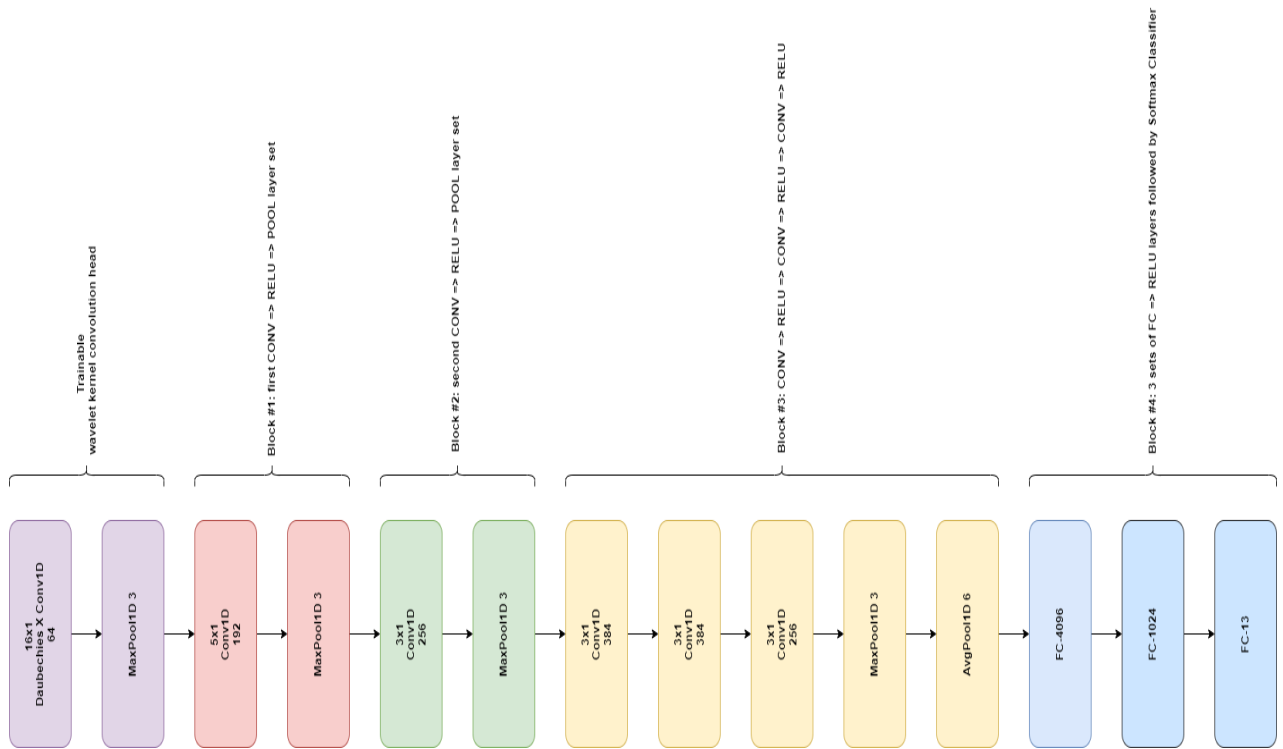 Trainable
wavelet kernel convolution head
Block #1: first CONV => RELU => POOL layer set
Block #2: second CONV => RELU => POOL layer set
Block #3: CONV => RELU => CONV => RELU => CONV => RELU
Block #4: 3 sets of FC => RELU layers followed by Softmax Classifier
16x1
Daubechies X Conv1D
64
MaxPool1D 3
5x1
Conv1D
192
MaxPool1D 3
3x1
Conv1D
256
MaxPool1D 3
3x1
Conv1D
384
3x1
Conv1D
384
3x1
Conv1D
256
MaxPool1D 3
AvgPool1D 6
FC-4096
FC-1024
FC-13